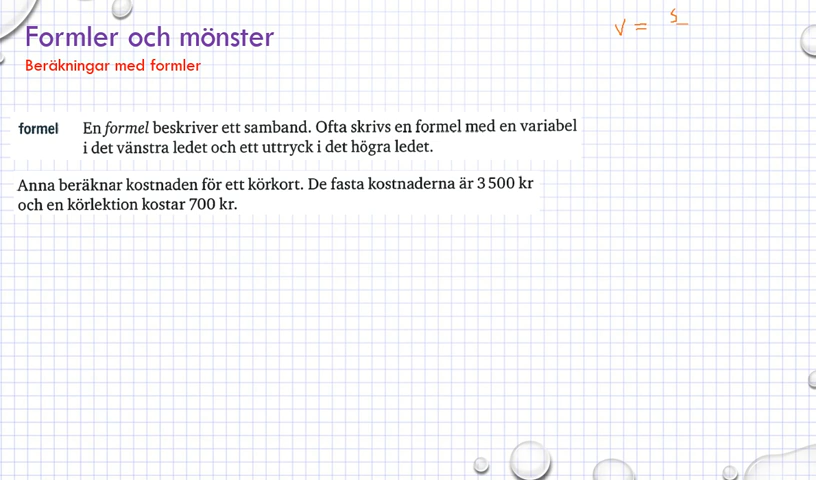 Formler och mönster
v = s
Beräkningar med formler
formel En formel beskriver ett samband. Ofta skrivs en formel med en variabel
i det vänstra ledet och ett uttryck i det högra ledet.
Anna beräknar kostnaden för ett körkort. De fasta kostnaderna är 3 500 kr
och en körlektion kostar 700 kr.